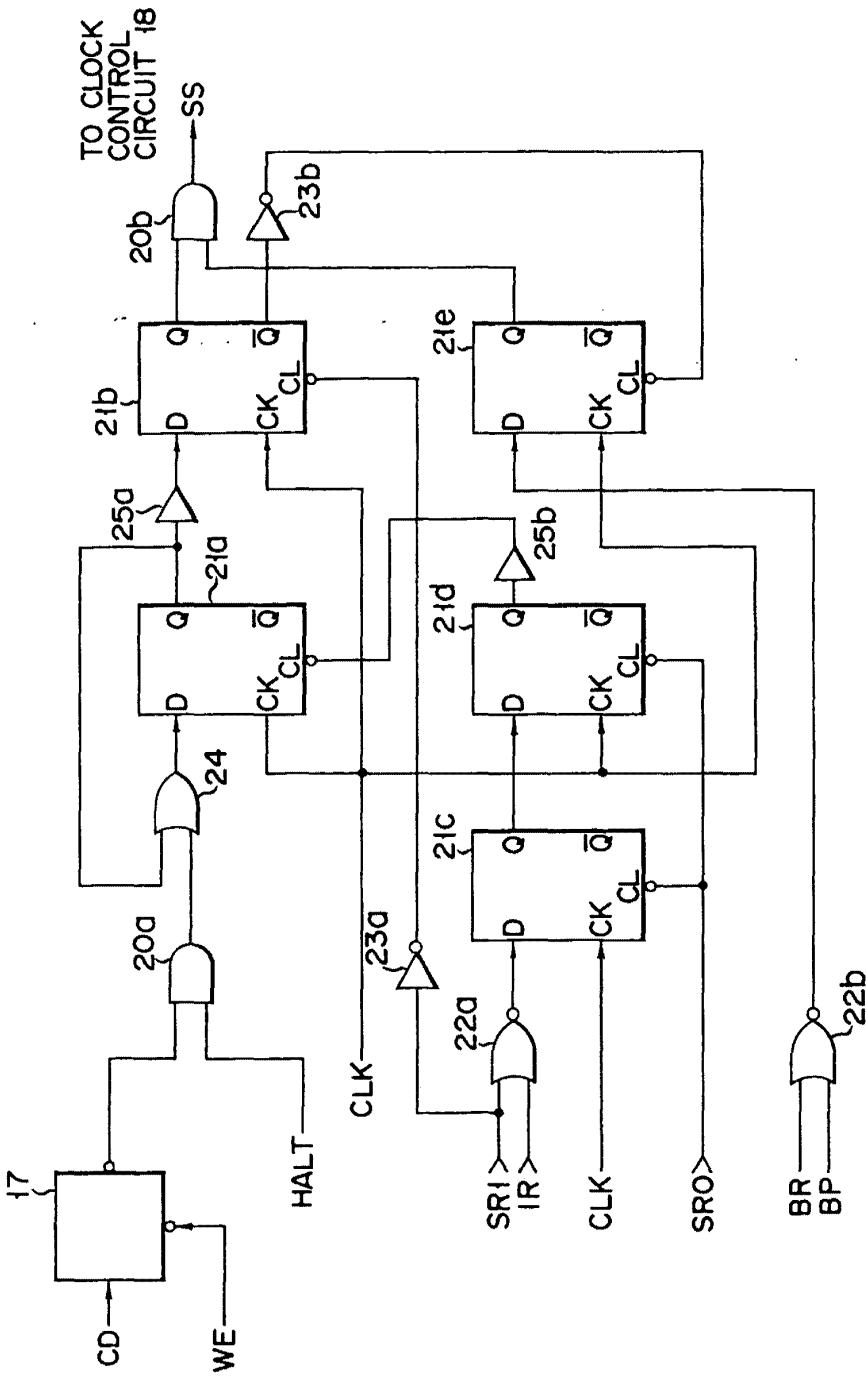 TO CLOCK
CONTROL
CIRCUIT 18
SS
20b
23b
21b
D
Q
Q
CK
CL
21e
D
Q
Q
CK
CL
25a
21a
D
Q
Q
CK
CL
25b
21d
D
Q
Q
CK
CL
24
20a
21c
D
Q
Q
CK
CL
23a
22a
22b
17
CD
WE
HALT
CLK
SR1
IR
CLK
SR0
BR
BP